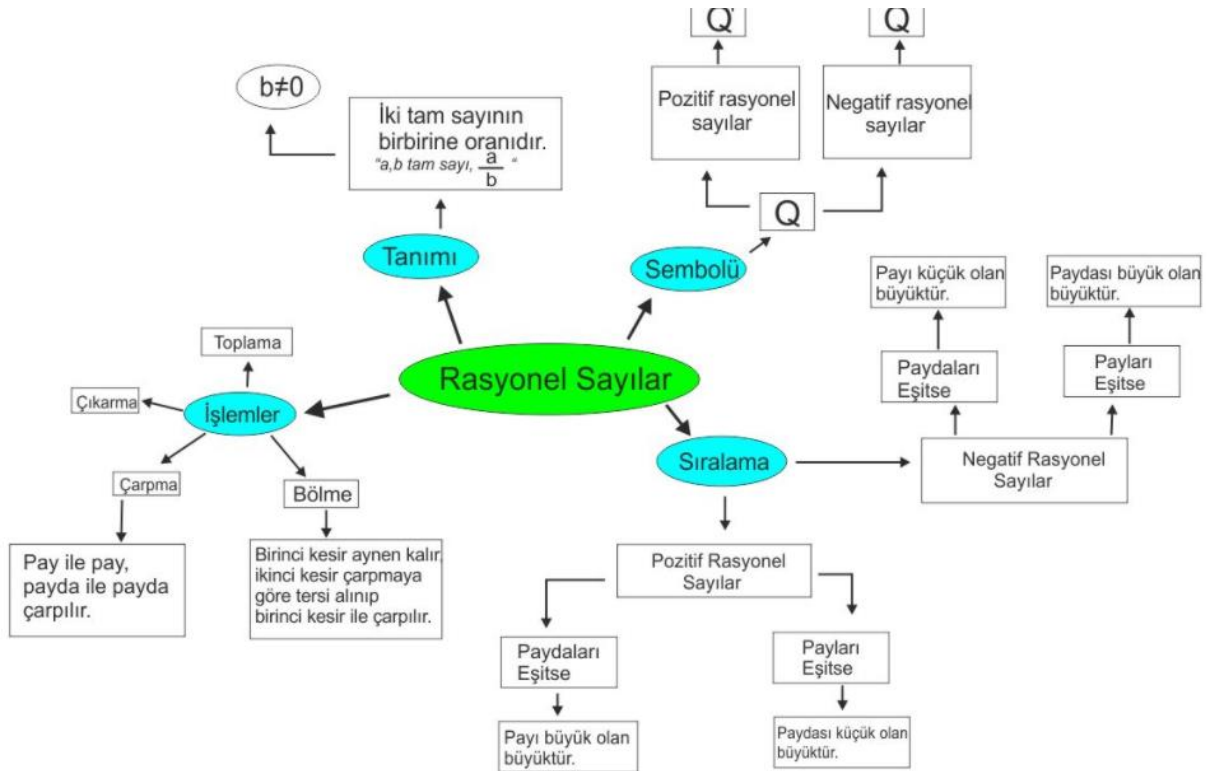 Q
Q
b≠0
İki tam sayının
birbirine oranıdır.
"a,b tam sayı, a/b "
Pozitif rasyonel
sayılar
Negatif rasyonel
sayılar
Q
Tanımı
Sembolü
Payı küçük olan
büyüktür.
Paydası büyük olan
büyüktür.
Toplama
Paydaları
Eşitse
Payları
Eşitse
Rasyonel Sayılar
Çıkarma
İşlemler
Sıralama
Negatif Rasyonel
Sayılar
Çarpma
Bölme
Pay ile pay,
payda ile payda
çarpılır.
Birinci kesir aynen kalır,
ikinci kesir çarpmaya
göre tersi alınıp
birinci kesir ile çarpılır.
Pozitif Rasyonel
Sayılar
Paydaları
Eşitse
Payları
Eşitse
Payı büyük olan
büyüktür.
Paydası küçük olan
büyüktür.